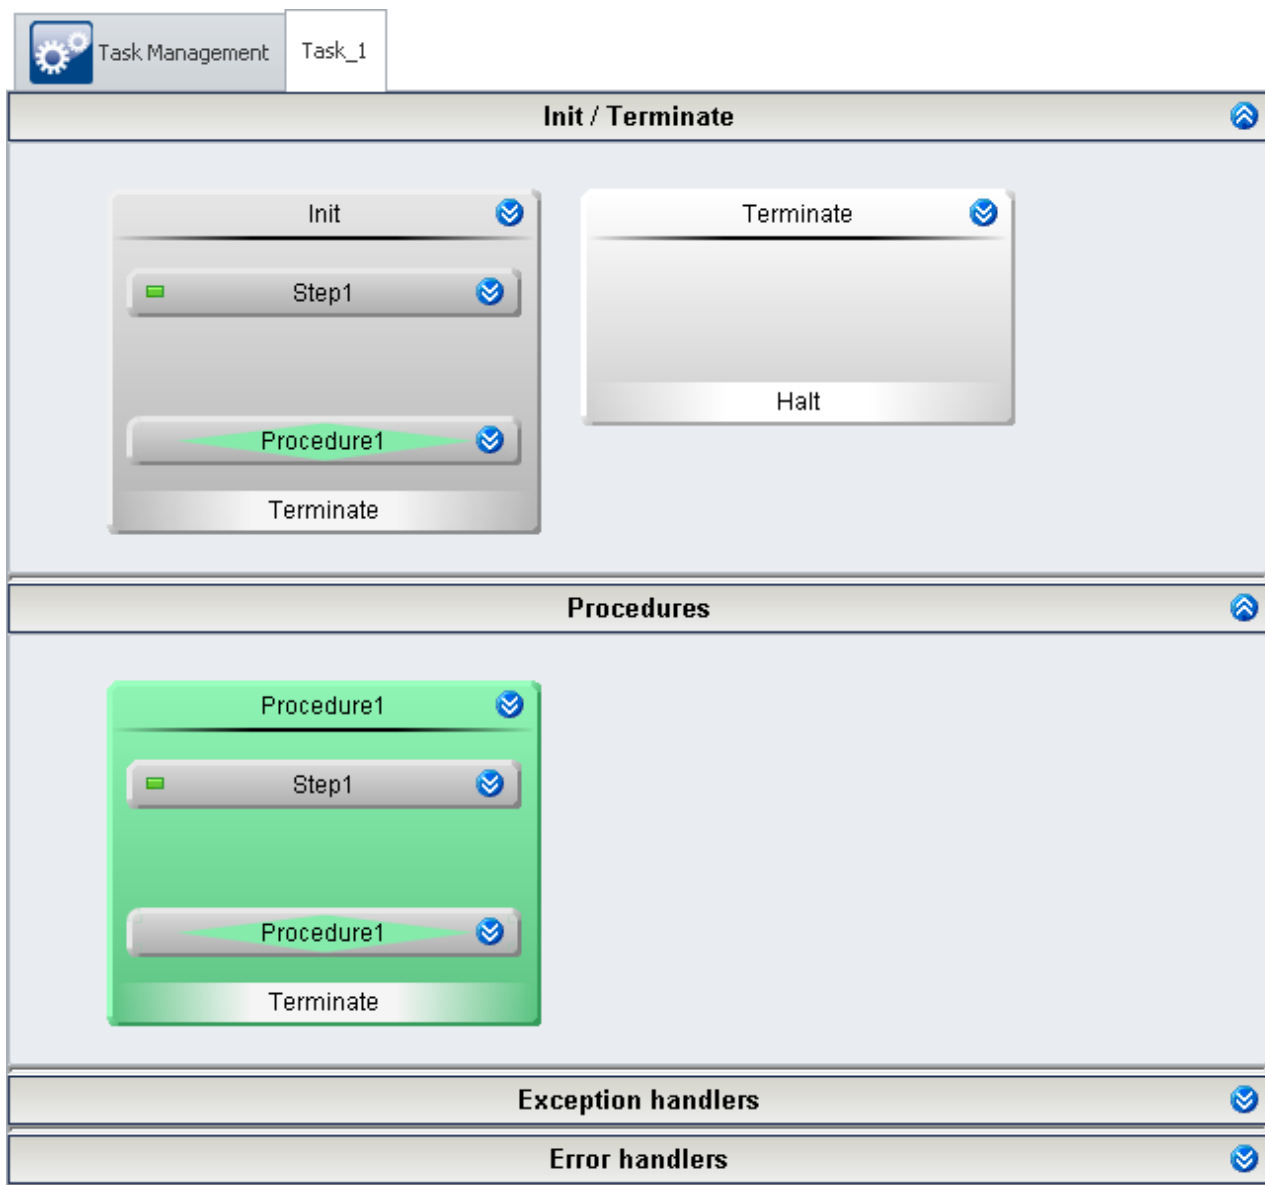 Task Management
Task_1
Init / Terminate
Init
Step1
Procedure1
Terminate
Terminate
Halt
Procedures
Procedure1
Step1
Procedure1
Terminate
Exception handlers
Error handlers